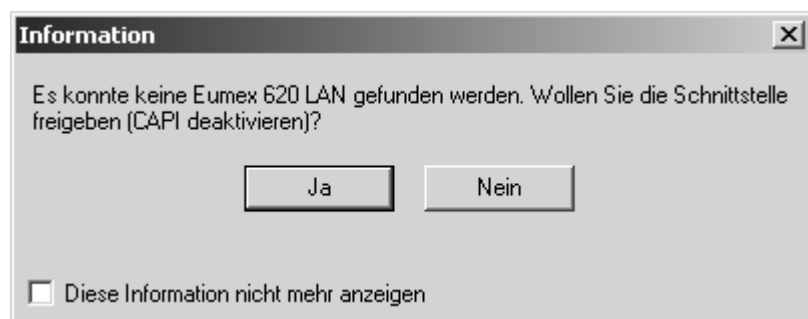 Information
Es konnte keine Eumex 620 LAN gefunden werden. Wollen Sie die Schnittstelle
freigeben (CAPI deaktivieren)?
Ja
Nein
Diese Information nicht mehr anzeigen